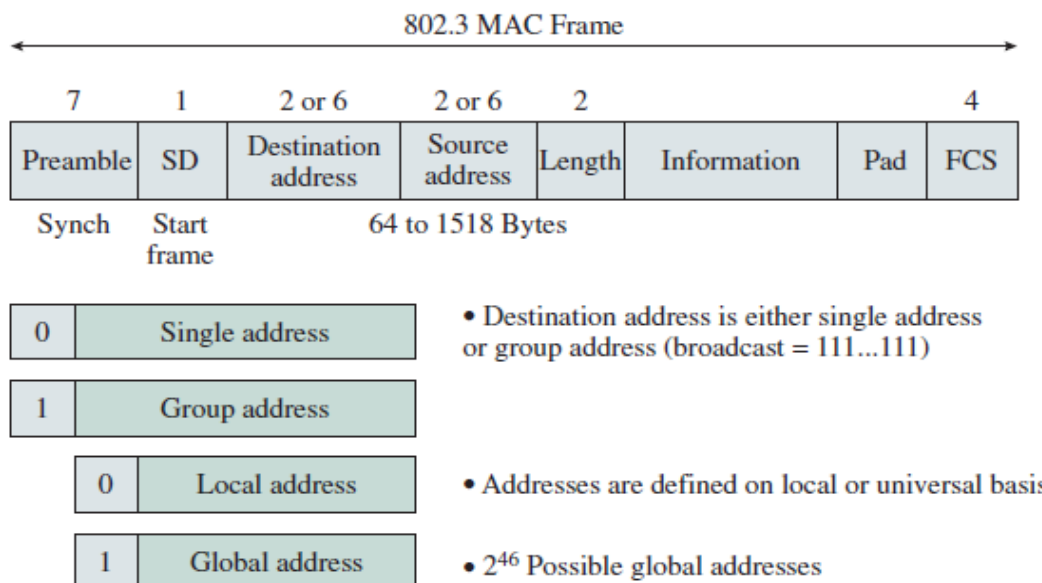 802.3 MAC Frame
7 1 2 or 6 2 or 6 2 4
Preamble SD Destination address Source address Length Information Pad FCS
Synch Start frame 64 to 1518 Bytes
0 Single address
• Destination address is either single address
or group address (broadcast = 111...111)
1 Group address
0 Local address
• Addresses are defined on local or universal basis
1 Global address
• 2⁴⁶ Possible global addresses